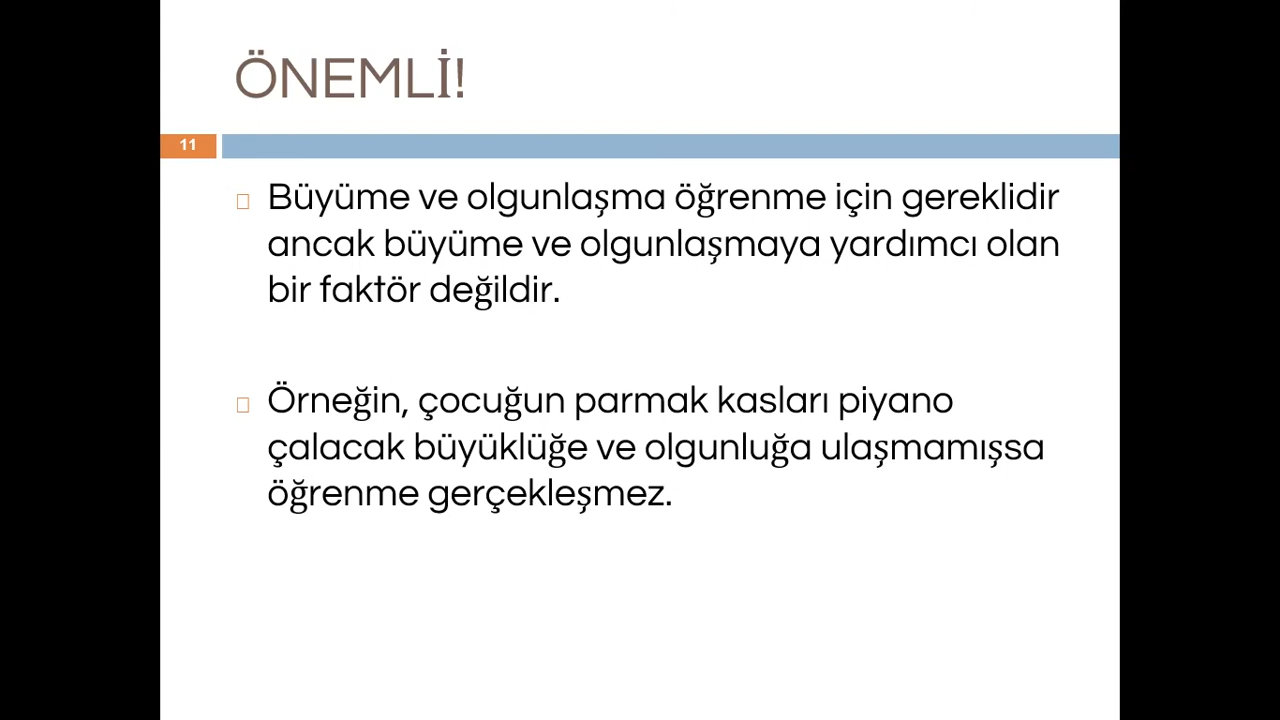 ÖNEMLİ!
11
Büyüme ve olgunlaşma öğrenme için gereklidir
ancak büyüme ve olgunlaşmaya yardımcı olan
bir faktör değildir.
Örneğin, çocuğun parmak kasları piyano
çalacak büyüklüğe ve olgunluğa ulaşmamışsa
öğrenme gerçekleşmez.